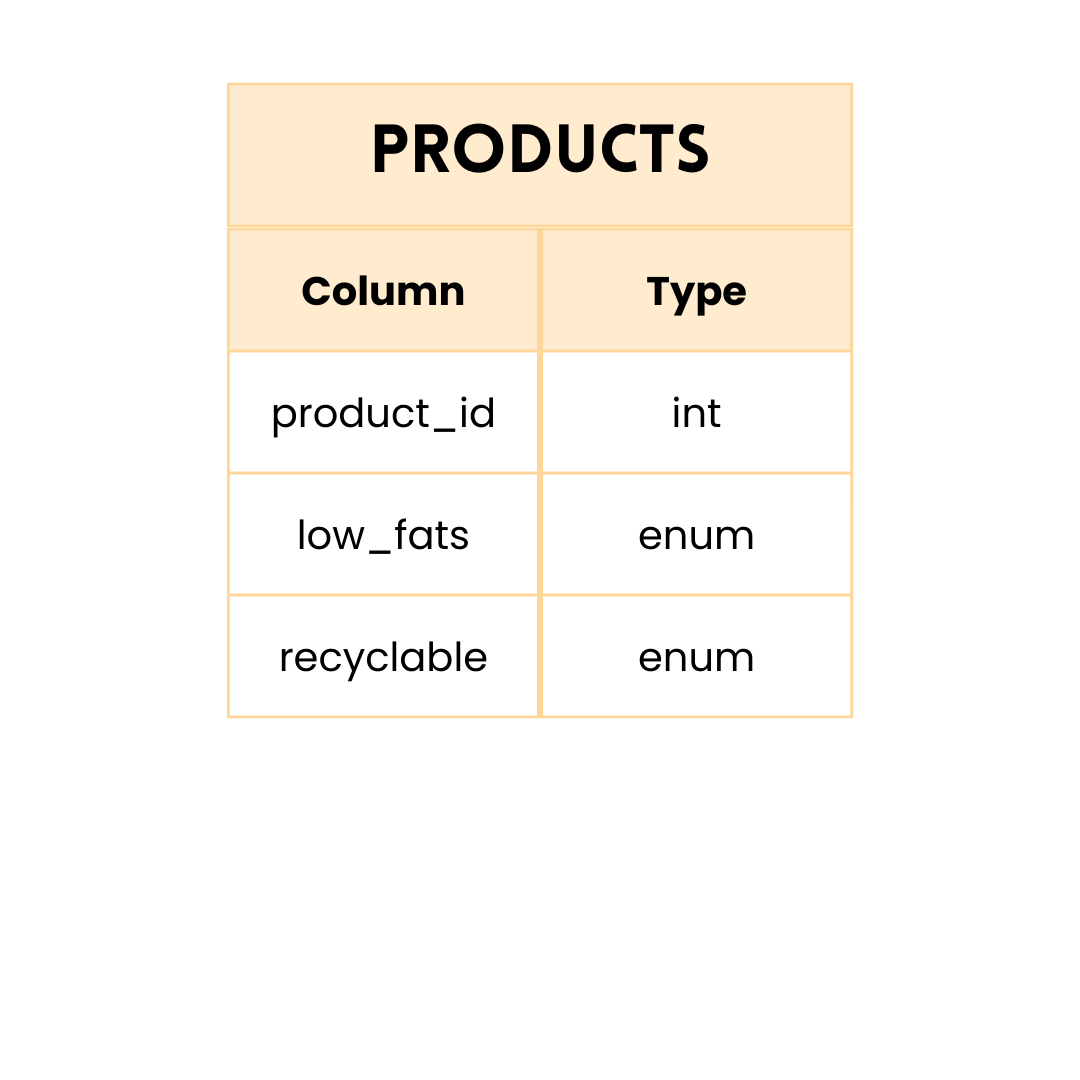 PRODUCTS
Column Type
product_id int
low_fats enum
recyclable enum